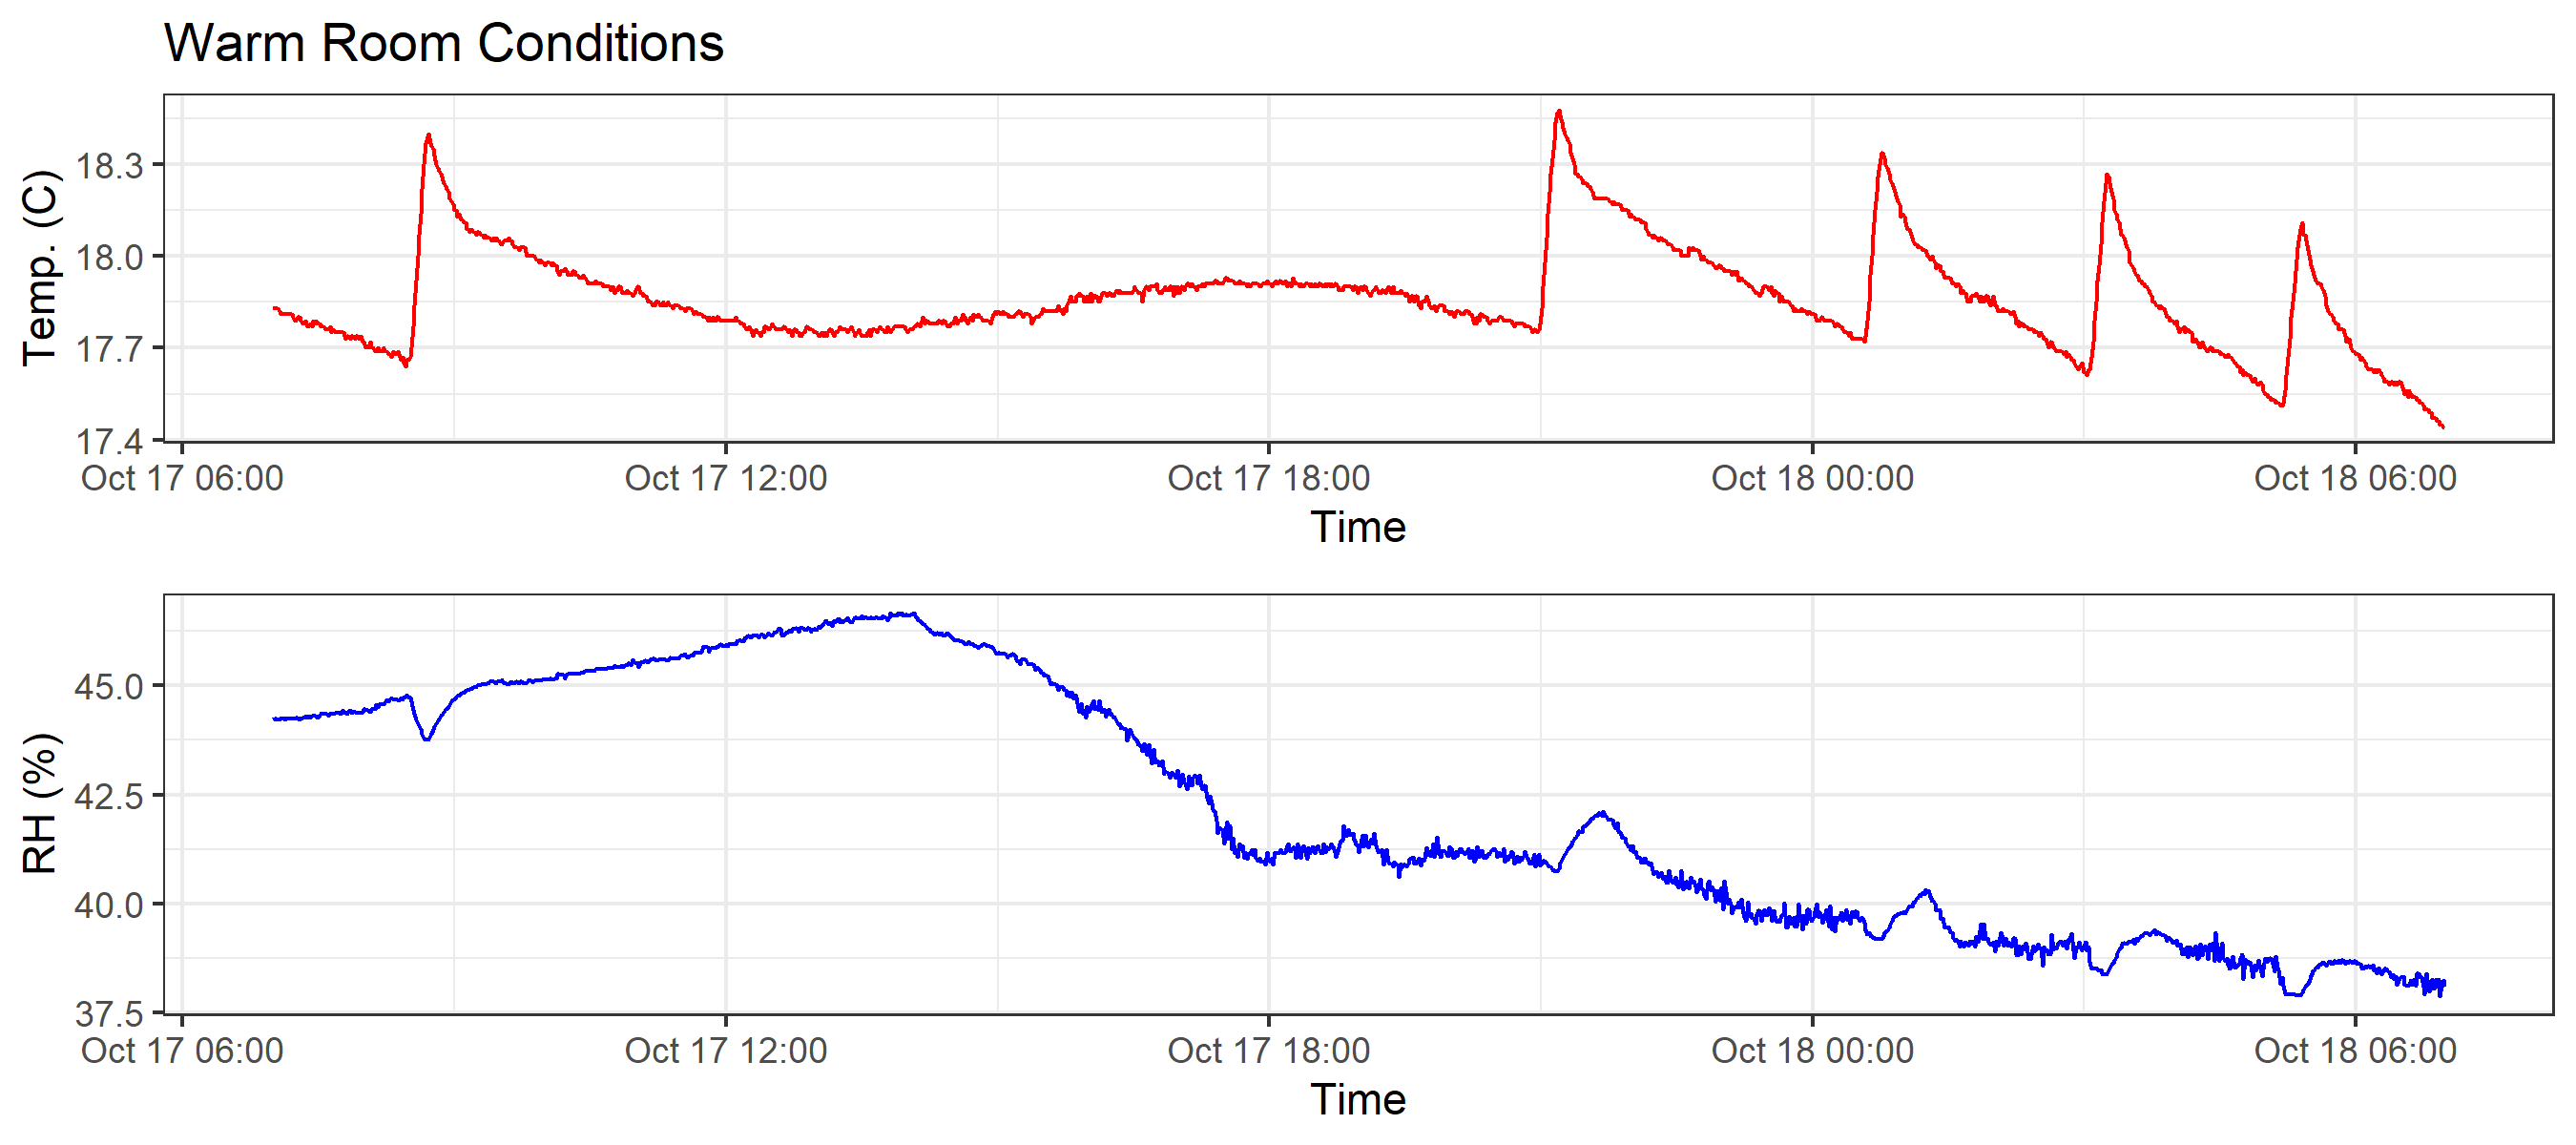 Warm Room Conditions
Temp. (C)
18.3
18.0
17.7
17.4
Oct 17 06:00 Oct 17 12:00 Oct 17 18:00 Oct 18 00:00 Oct 18 06:00
Time
RH (%)
45.0
42.5
40.0
37.5
Oct 17 06:00 Oct 17 12:00 Oct 17 18:00 Oct 18 00:00 Oct 18 06:00
Time